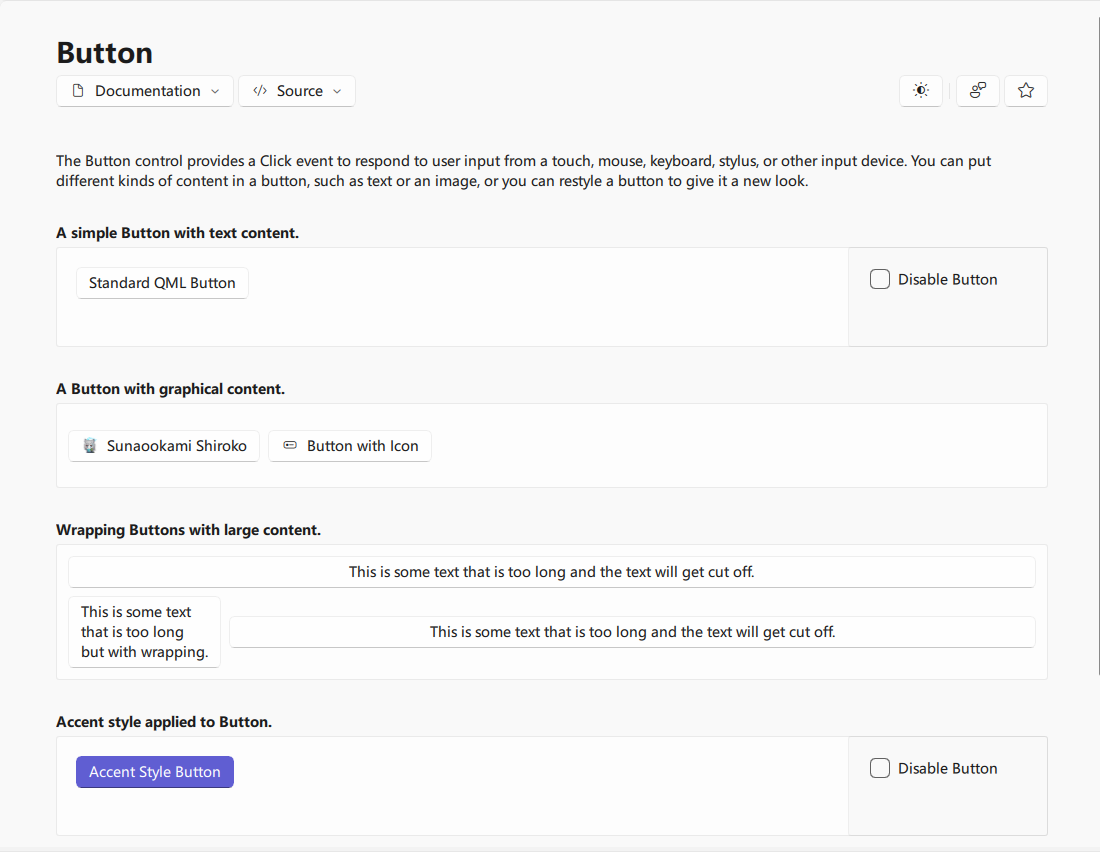 Button
Documentation
Source
The Button control provides a Click event to respond to user input from a touch, mouse, keyboard, stylus, or other input device. You can put
different kinds of content in a button, such as text or an image, or you can restyle a button to give it a new look.
A simple Button with text content.
Standard QML Button
Disable Button
A Button with graphical content.
Sunaookami Shiroko
Button with Icon
Wrapping Buttons with large content.
This is some text that is too long and the text will get cut off.
This is some text
that is too long
but with wrapping.
This is some text that is too long and the text will get cut off.
Accent style applied to Button.
Accent Style Button
Disable Button